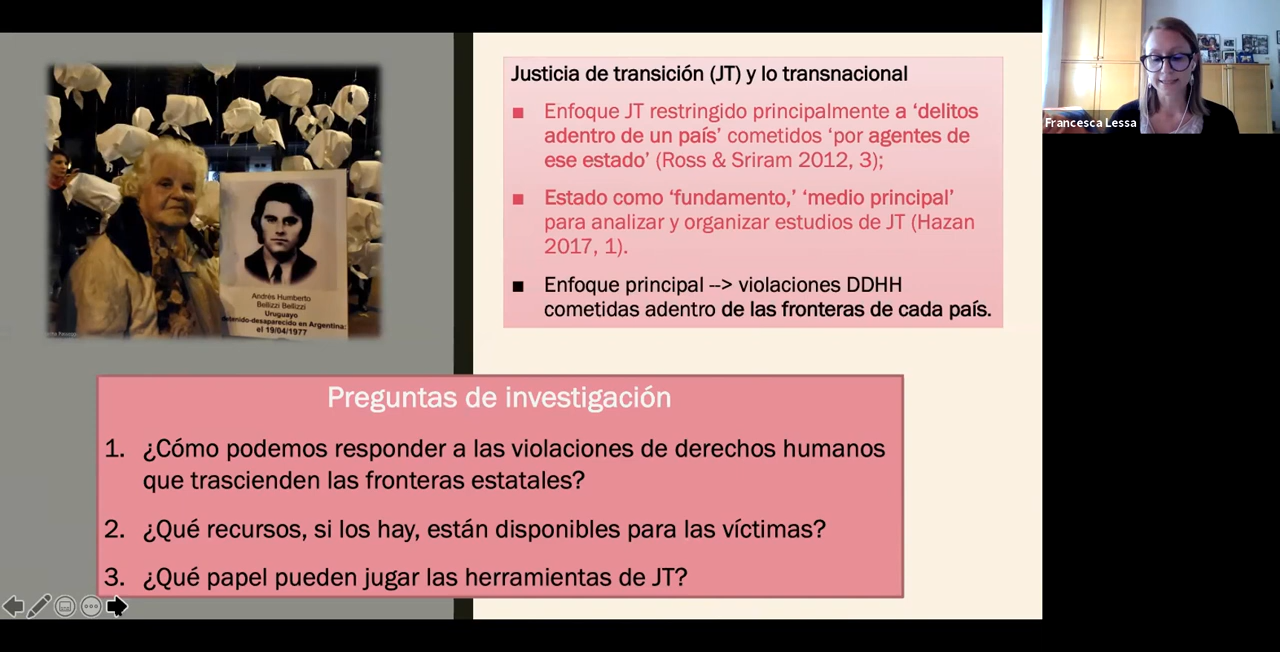 Justicia de transición (JT) y lo transnacional
■ Enfoque JT restringido principalmente a ‘delitos
adentro de un país’ cometidos ‘por agentes de
ese estado’ (Ross & Sriram 2012, 3);
■ Estado como ‘fundamento,’ ‘medio principal’
para analizar y organizar estudios de JT (Hazan
2017, 1).
■ Enfoque principal --> violaciones DDHH
cometidas adentro de las fronteras de cada país.
Andrés Humberto
Bellizzi Bellizzi
Uruguayo
detenido-desaparecido en Argentina:
el 19/04/1977
Preguntas de investigación
1. ¿Cómo podemos responder a las violaciones de derechos humanos
que trascienden las fronteras estatales?
2. ¿Qué recursos, si los hay, están disponibles para las víctimas?
3. ¿Qué papel pueden jugar las herramientas de JT?
Francesca Lessa